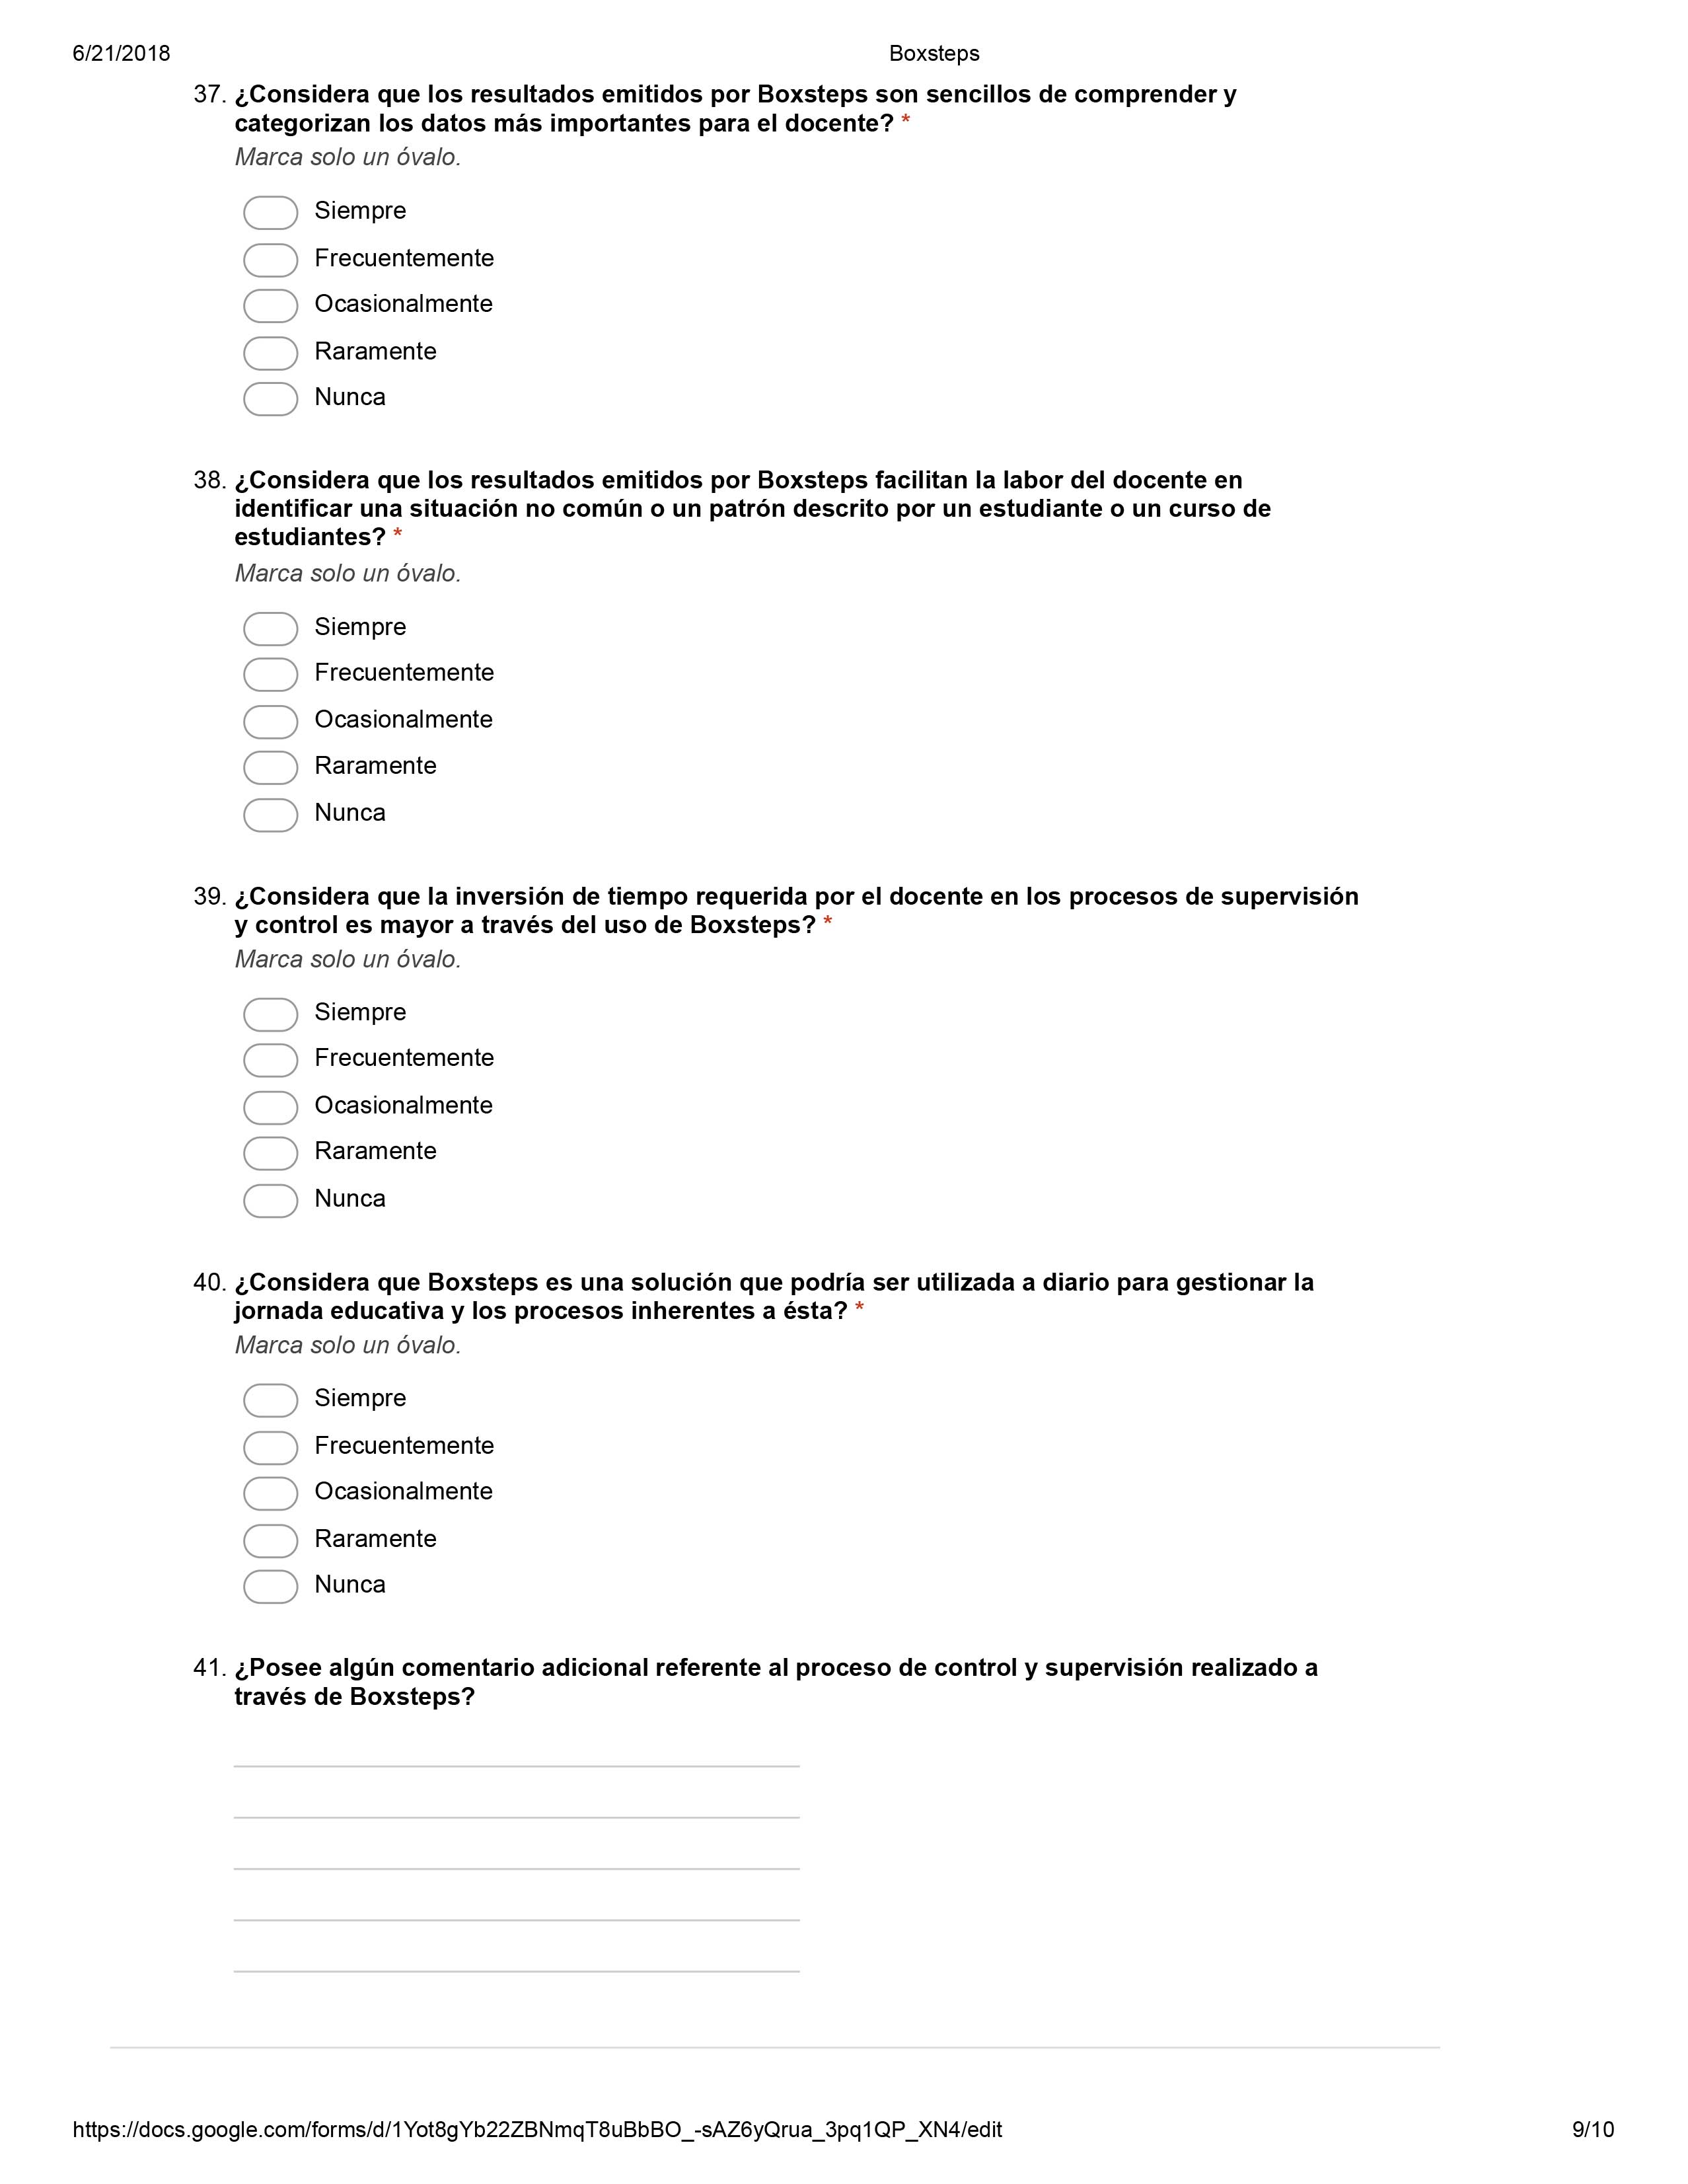 6/21/2018 Boxsteps
37. ¿Considera que los resultados emitidos por Boxsteps son sencillos de comprender y
categorizan los datos más importantes para el docente? *
Marca solo un óvalo.
Siempre
Frecuentemente
Ocasionalmente
Raramente
Nunca
38. ¿Considera que los resultados emitidos por Boxsteps facilitan la labor del docente en
identificar una situación no común o un patrón descrito por un estudiante o un curso de
estudiantes? *
Marca solo un óvalo.
Siempre
Frecuentemente
Ocasionalmente
Raramente
Nunca
39. ¿Considera que la inversión de tiempo requerida por el docente en los procesos de supervisión
y control es mayor a través del uso de Boxsteps? *
Marca solo un óvalo.
Siempre
Frecuentemente
Ocasionalmente
Raramente
Nunca
40. ¿Considera que Boxsteps es una solución que podría ser utilizada a diario para gestionar la
jornada educativa y los procesos inherentes a ésta? *
Marca solo un óvalo.
Siempre
Frecuentemente
Ocasionalmente
Raramente
Nunca
41. ¿Posee algún comentario adicional referente al proceso de control y supervisión realizado a
través de Boxsteps?
https://docs.google.com/forms/d/1Yot8gYb22ZBNmqT8uBbBO_-sAZ6yQrua_3pq1QP_XN4/edit 9/10